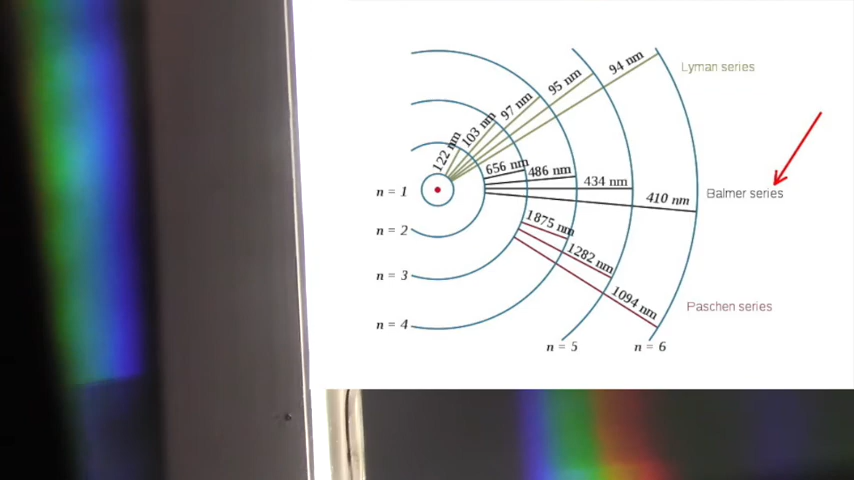 Lyman series
94 nm
95 nm
97 nm
103 nm
122 nm
656 nm
486 nm
434 nm
410 nm
Balmer series
n = 1
n = 2
n = 3
n = 4
1875 nm
1282 nm
1094 nm
Paschen series
n = 5
n = 6